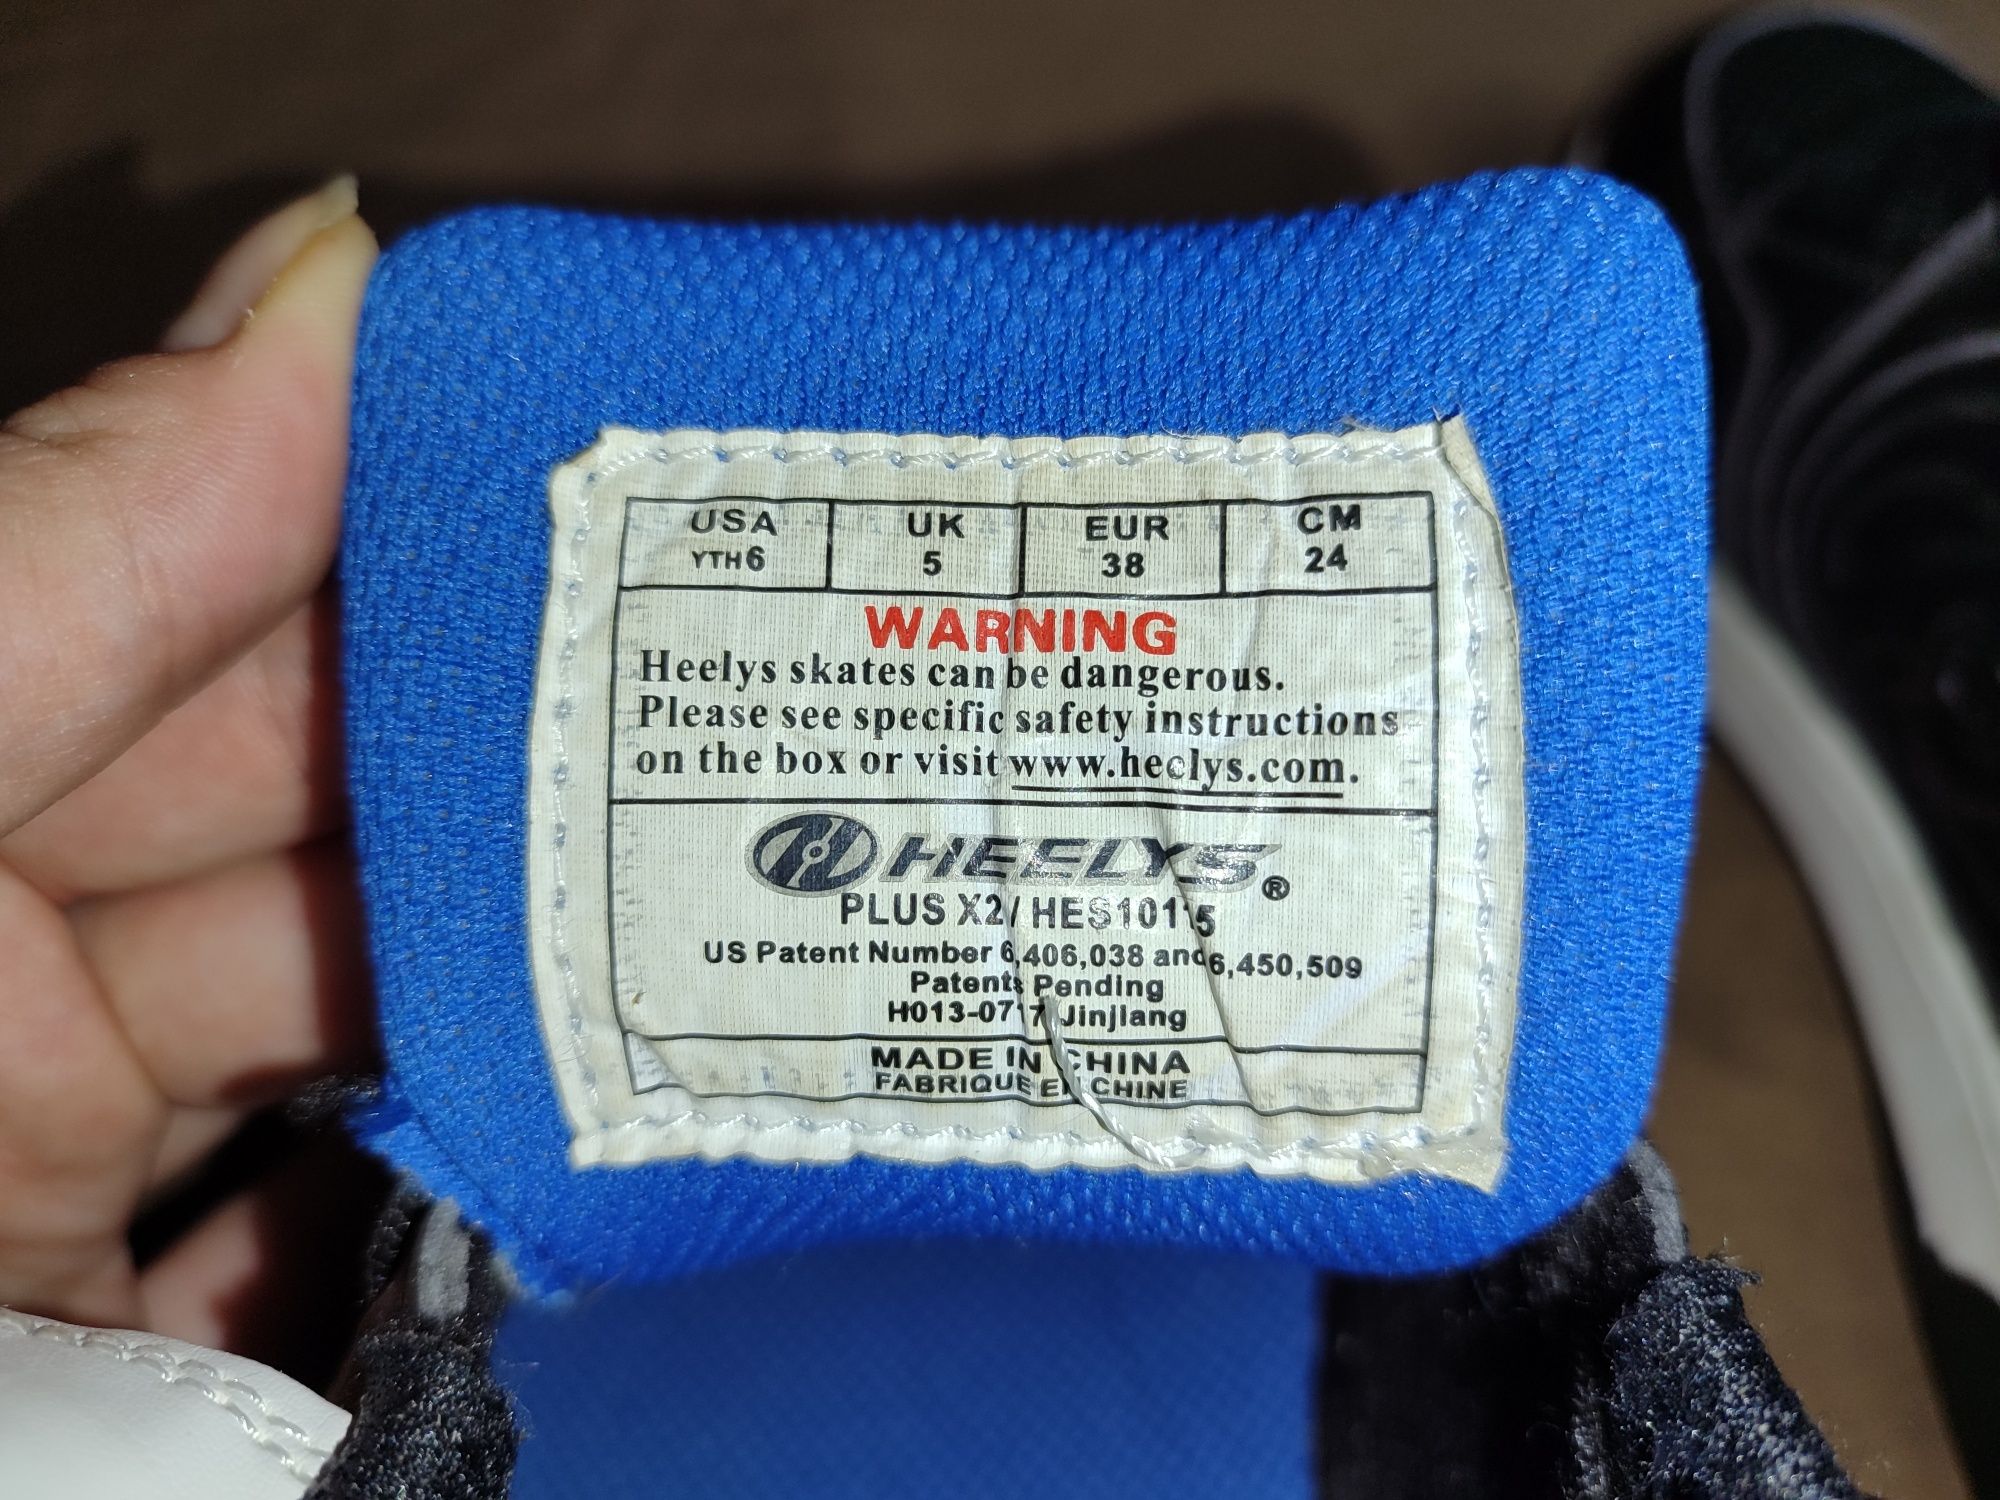 USA UK EUR CM
YTH6 5 38 24
WARNING
Heelys skates can be dangerous.
Please see specific safety instructions
on the box or visit www.heelys.com.
HEELYS®
PLUS X2/ HES10115
US Patent Number 6,406,038 and 6,450,509
Patents Pending
H013-0717 Jinjiang
MADE IN CHINA
FABRIQUE EN CHINE